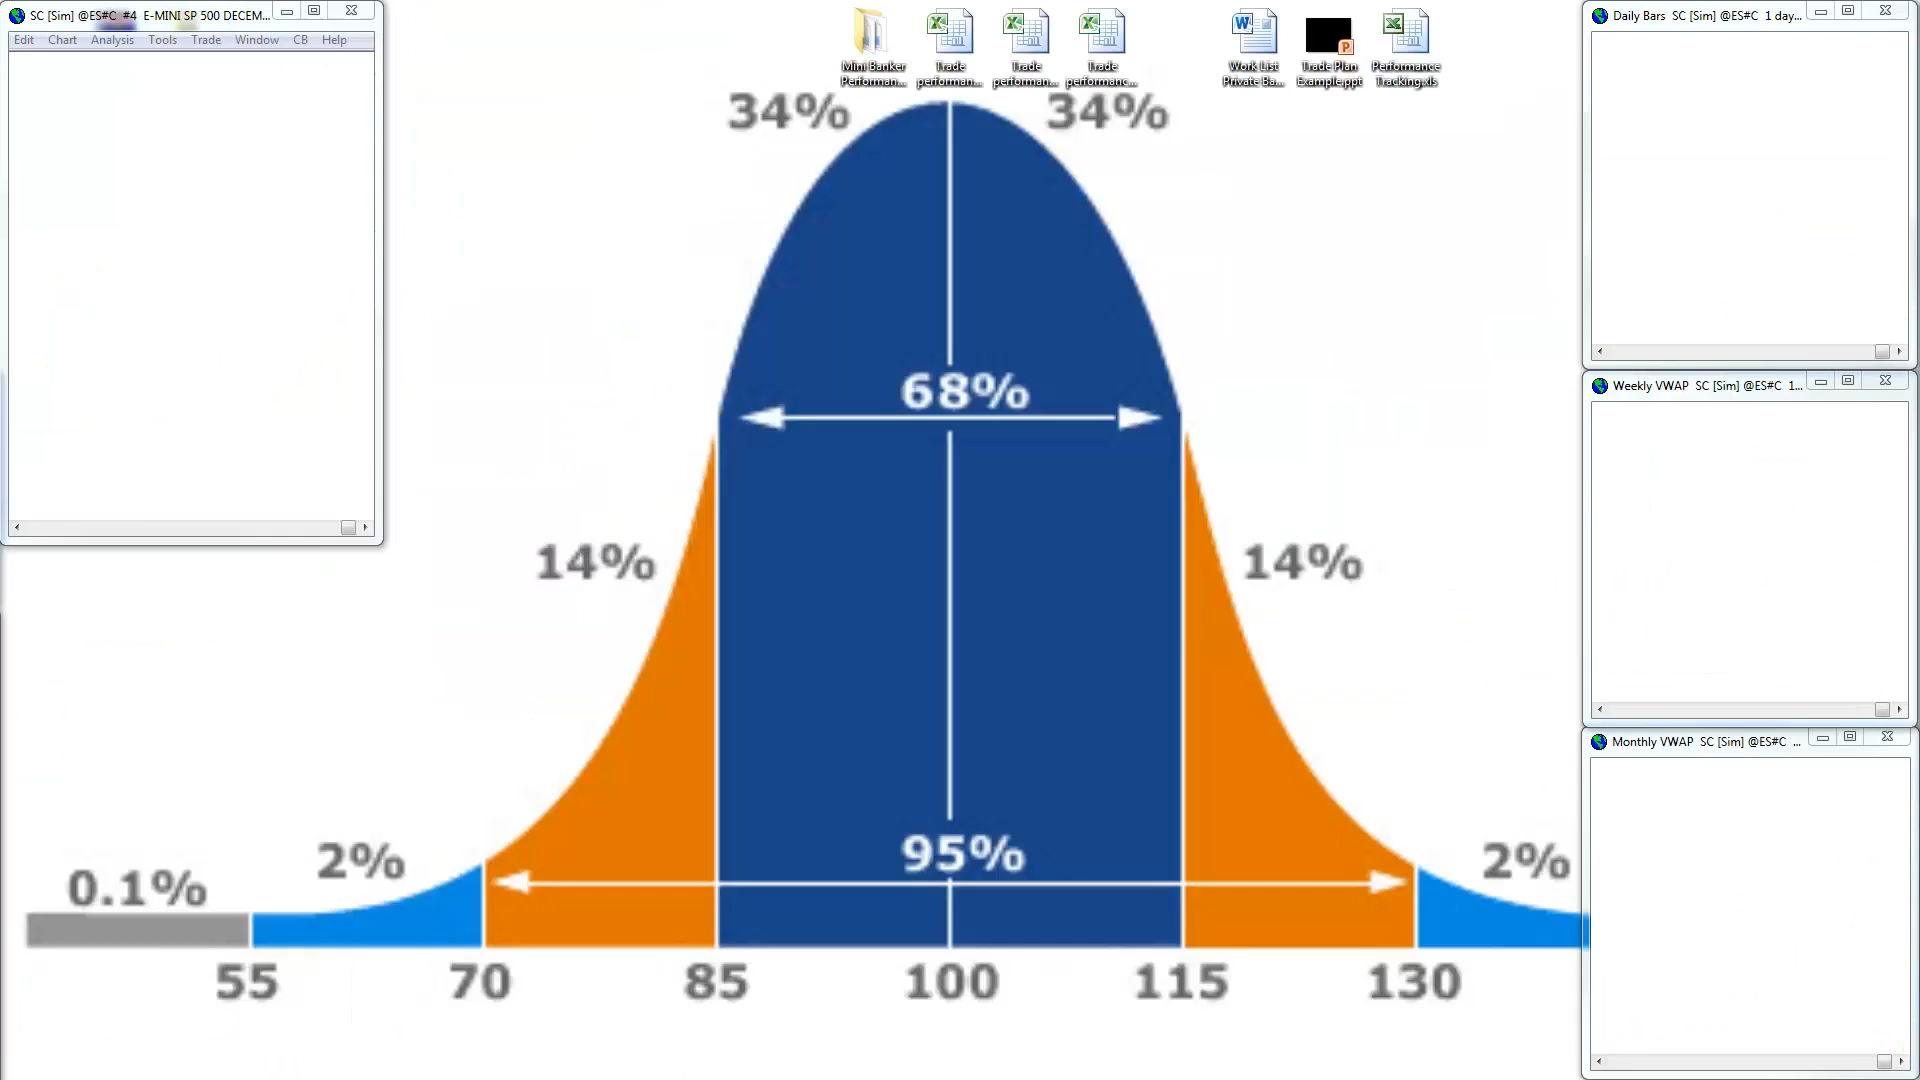 SC [Sim] @ES#C #4 E-MINI SP 500 DECEM...
Edit Chart Analysis Tools Trade Window CB Help
Mini Banker
Performan...
Trade
performan...
Trade
performan...
Trade
performanc...
Work List
Private Ba...
Trade Plan
Example.ppt
Performance
Tracking.xls
Daily Bars SC [Sim] @ES#C 1 day...
Weekly VWAP SC [Sim] @ES#C 1...
Monthly VWAP SC [Sim] @ES#C ...
34% 34%
68%
14% 14%
95%
0.1% 2% 2%
55 70 85 100 115 130